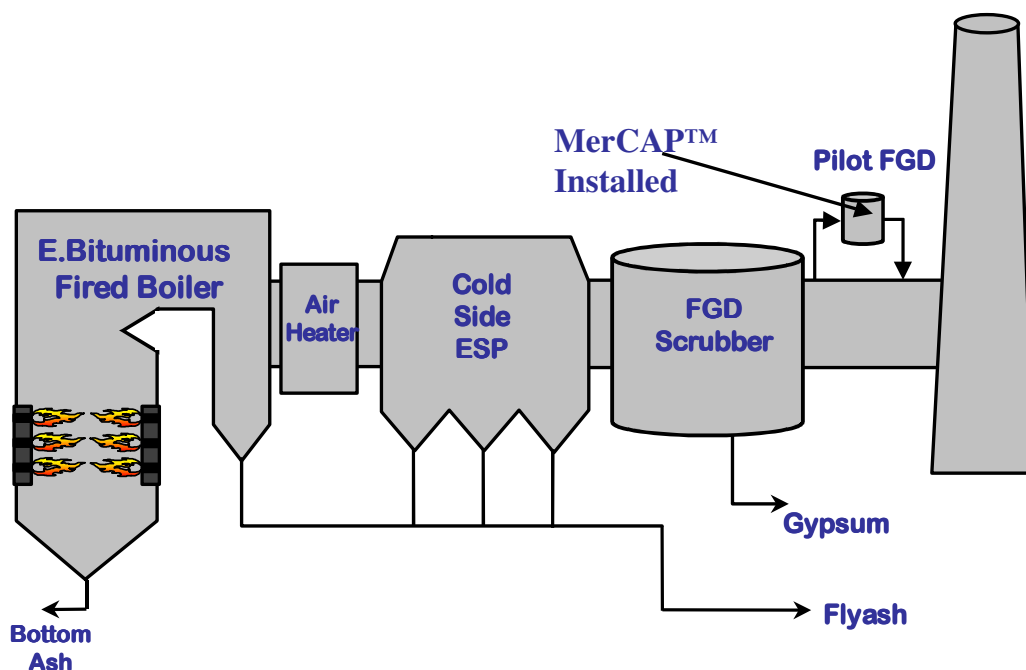 MerCAP™
Installed
Pilot FGD
E.Bituminous
Fired Boiler
Air
Heater
Cold
Side
ESP
FGD
Scrubber
Gypsum
Flyash
Bottom
Ash